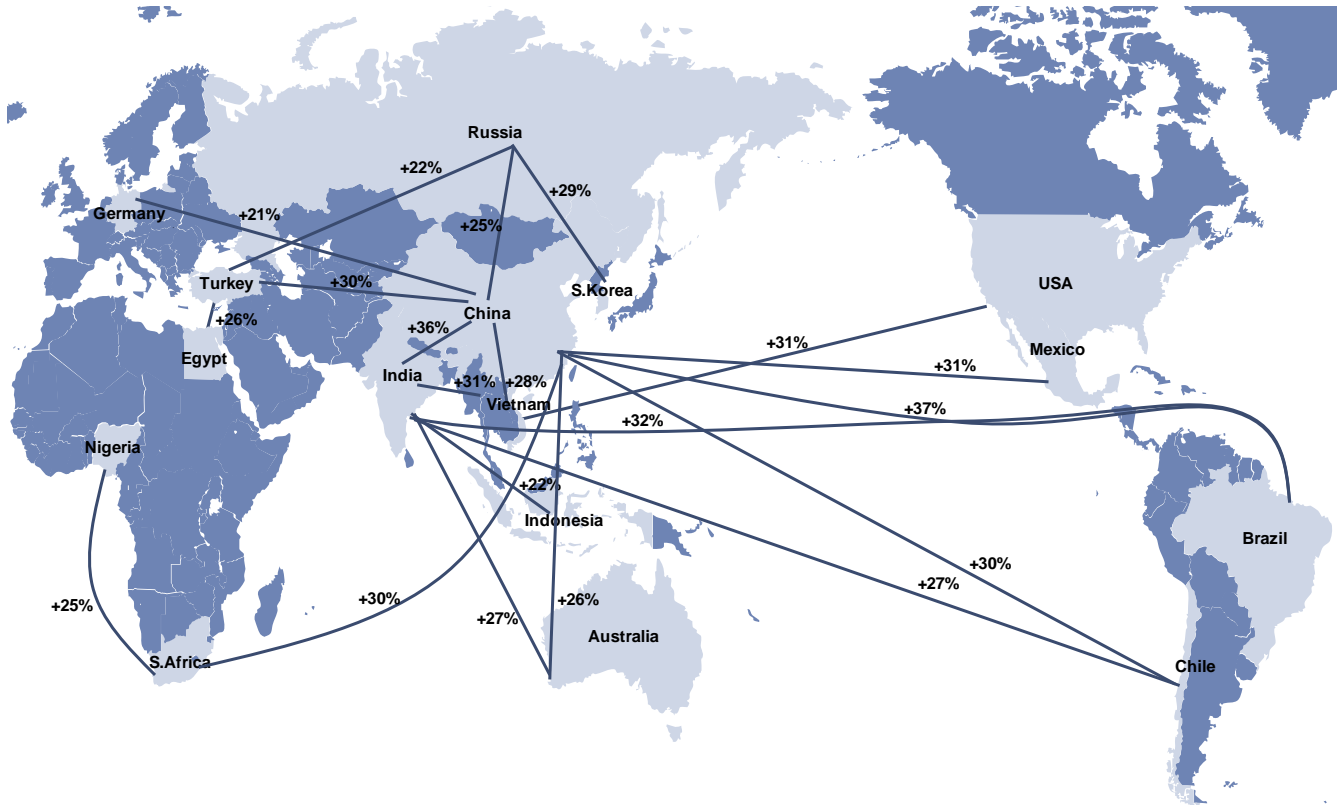 Russia
+22%
+29%
Germany
+21%
+25%
Turkey
+30%
S.Korea
USA
China
+26%
+36%
+31%
Mexico
Egypt
India
+31%
+31%
+28%
Vietnam
+37%
+32%
Nigeria
+22%
Indonesia
Brazil
+30%
+27%
+25%
+30%
+26%
+27%
Australia
S.Africa
Chile